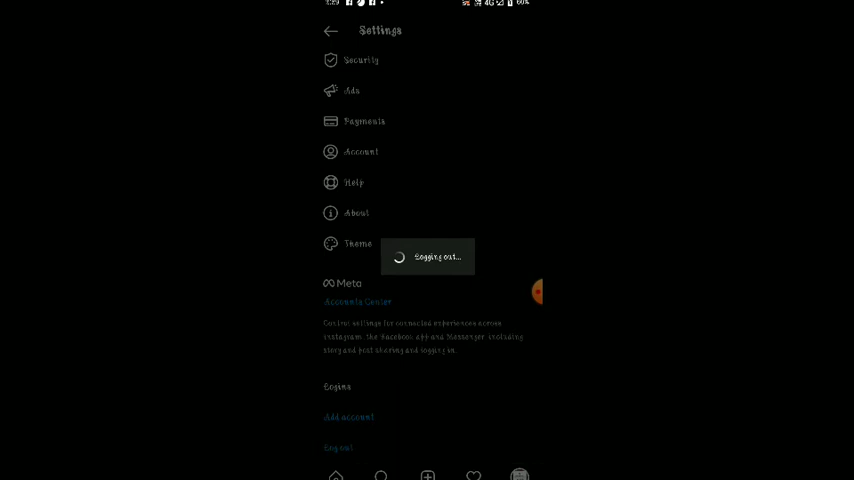 Settings
Security
Ads
Payments
Account
Help
About
Theme
Logging out...
Meta
Accounts Center
Control settings for connected experiences across
Instagram, the Facebook app and Messenger, including
story and post sharing and logging in.
Logins
Add account
Log out